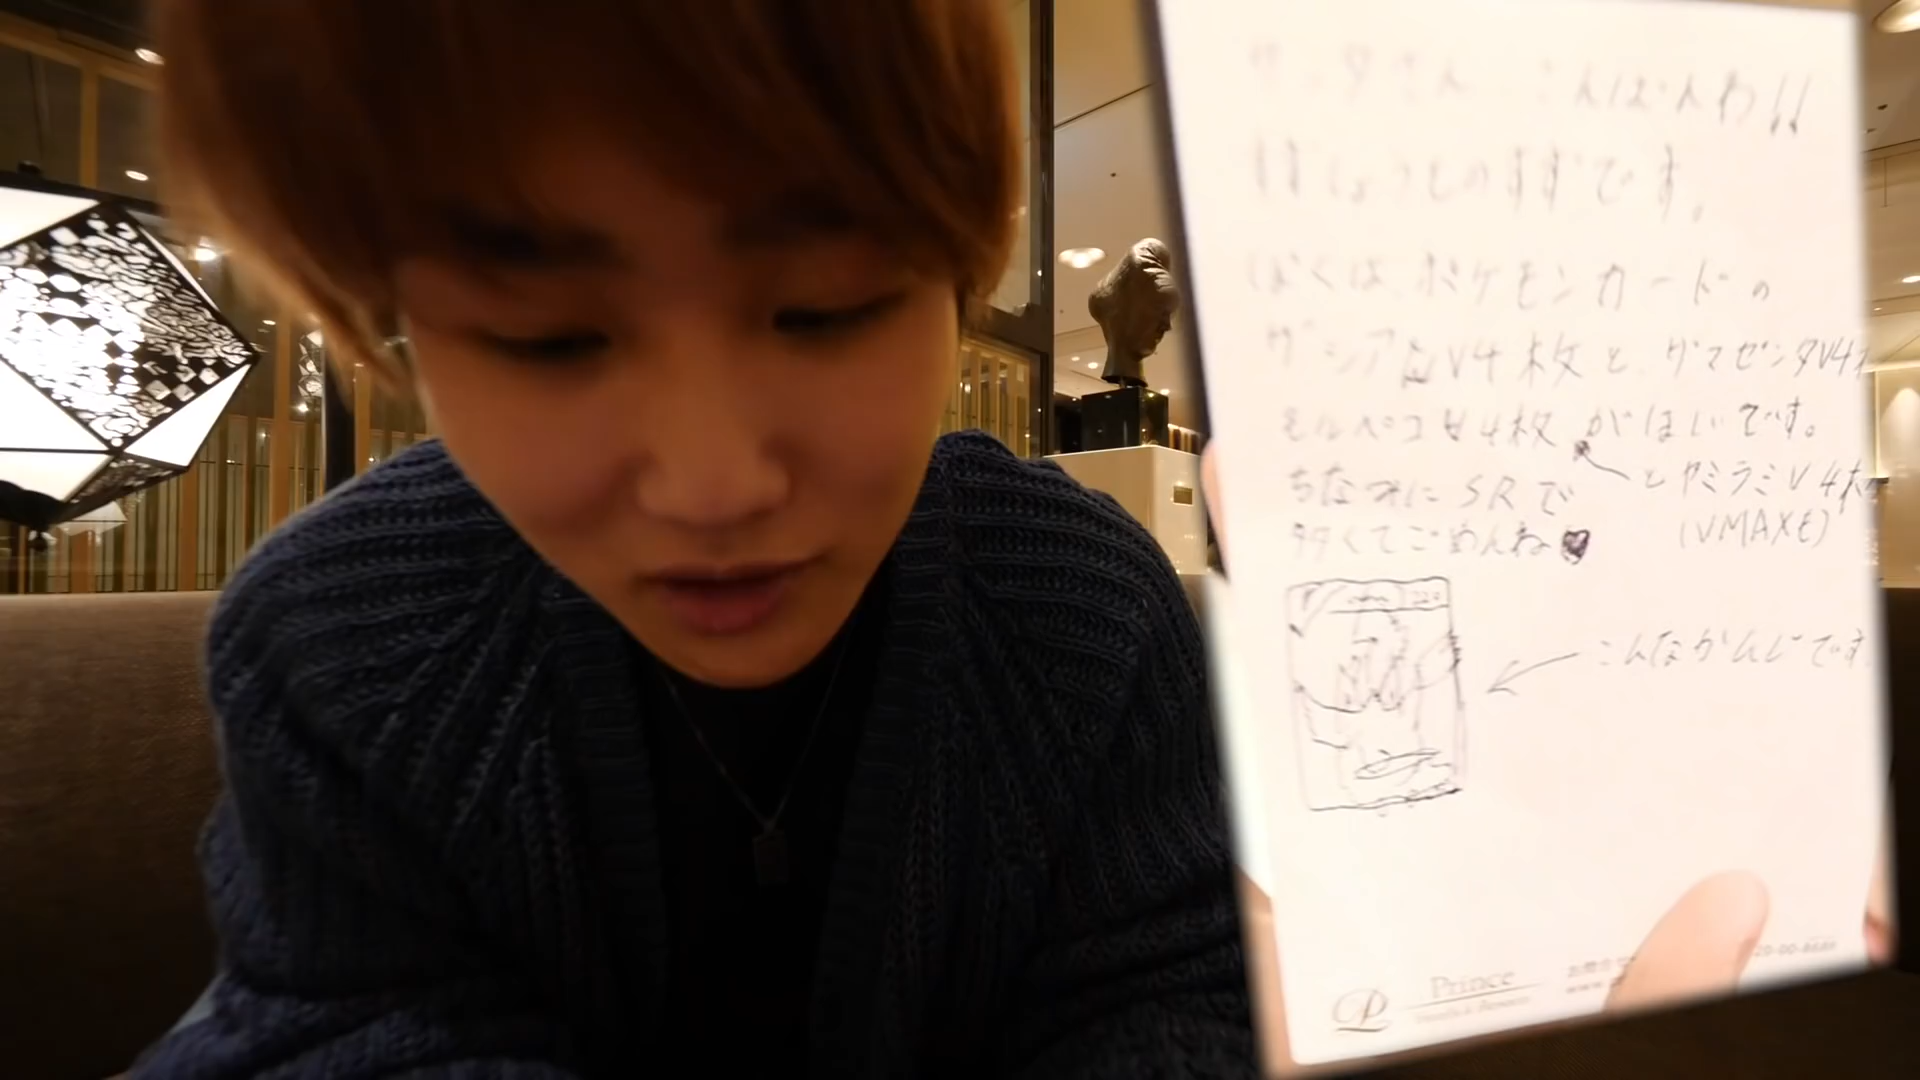 サンタさん こんばんわ!!
すずです。
ぼくは、ポケモンカードの
ザシアンV4枚と、ザマゼンタV4枚
モルペコV4枚 がほしいです。
とヤミラミV4枚
ちなみにSRで
(VMAXも)
多くてごめんね♥
220
こんなかんじです
Prince